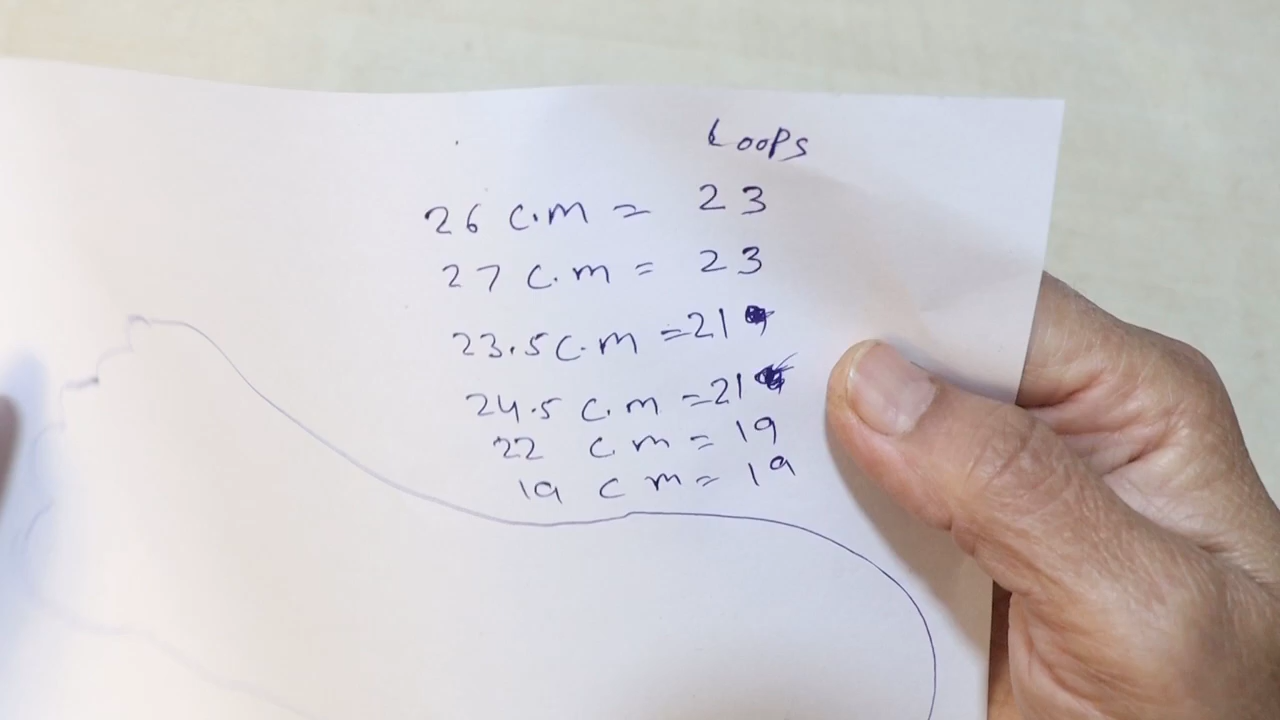 Loops
26 c.m = 23
27 c.m = 23
23.5 c.m = 21
24.5 c.m = 21
22 c m = 19
19 c m = 19